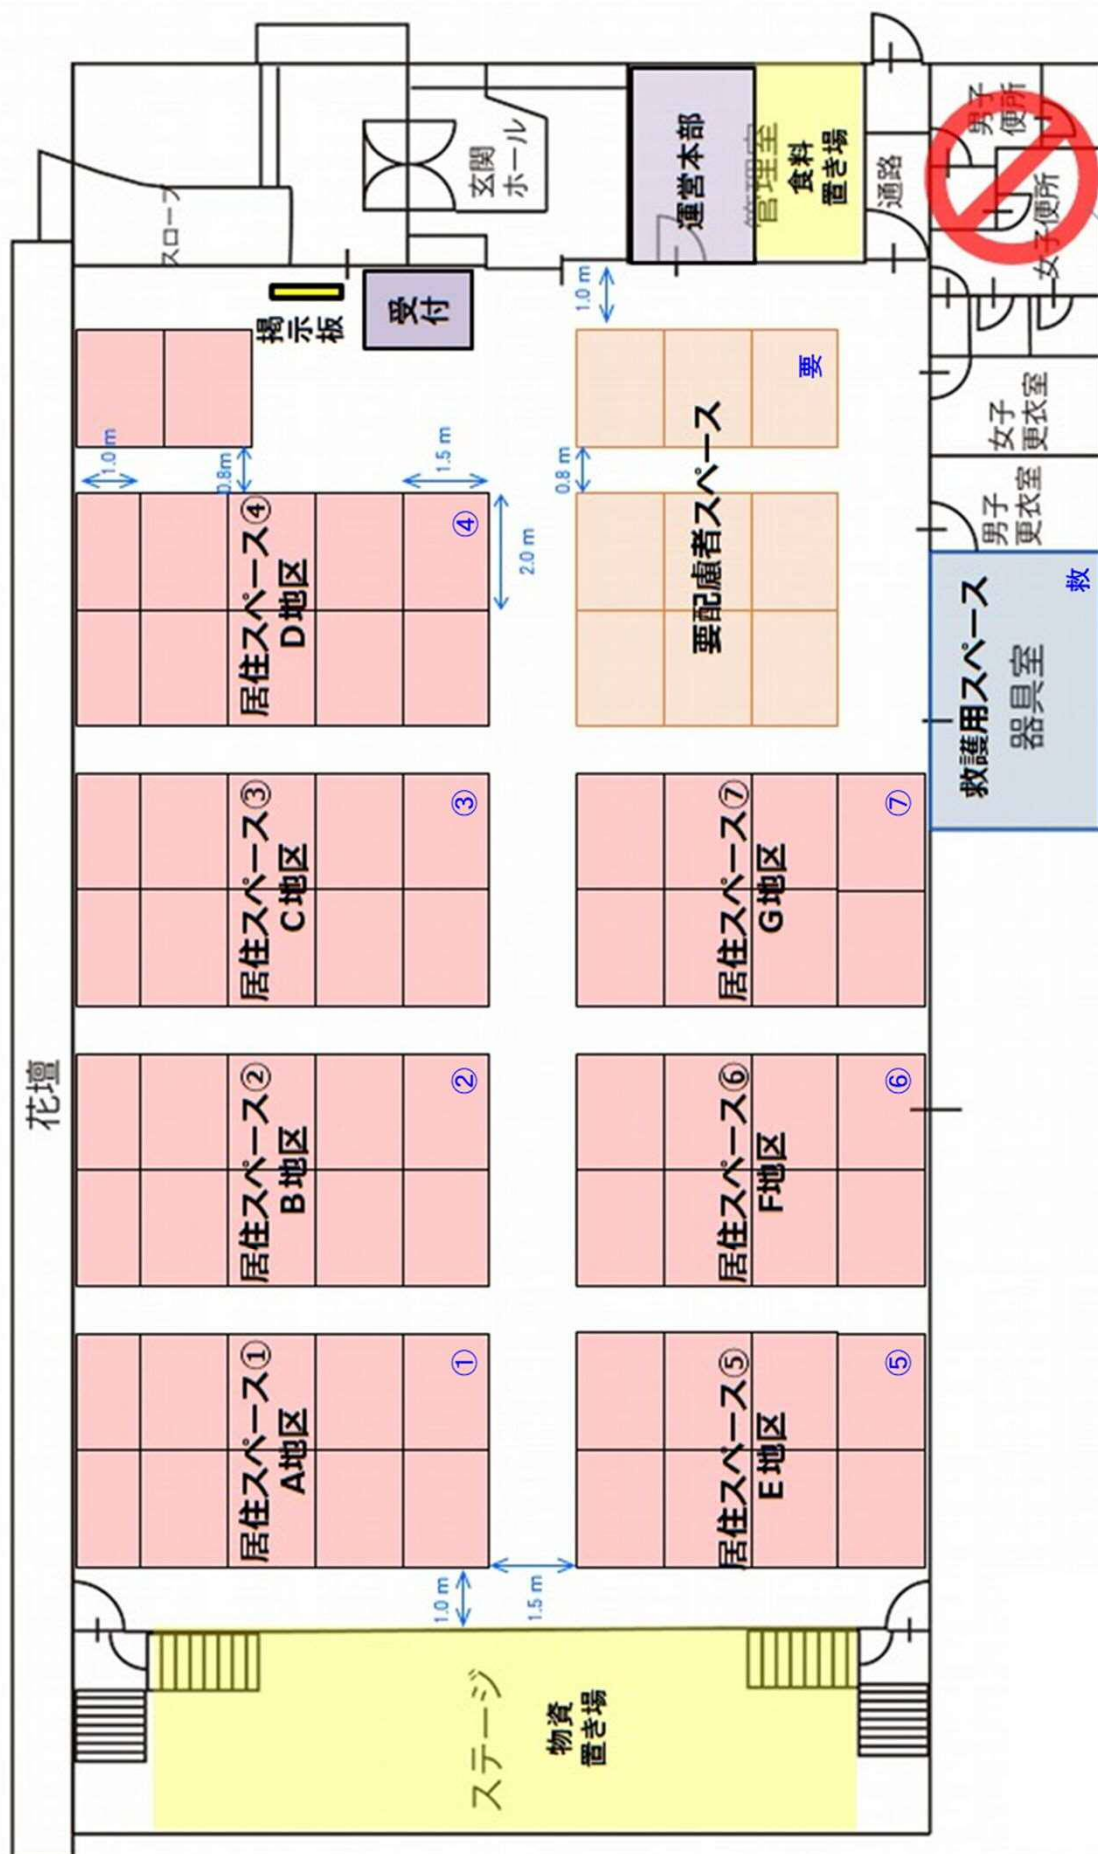 花壇
スロープ
玄関
ホール
運営本部
管理室
食料
置き場
通路
男子
便所
女子便所
掲示板
受付
1.0 m
0.8m
1.5 m
2.0 m
居住スペース④
D地区
④
1.0 m
0.8 m
要配慮者スペース
要
女子
更衣室
男子
更衣室
救護用スペース
器具室
救
居住スペース③
C地区
③
居住スペース⑦
G地区
⑦
居住スペース②
B地区
②
居住スペース⑥
F地区
⑥
居住スペース①
A地区
①
居住スペース⑤
E地区
⑤
1.0 m
1.5 m
ステージ
物資
置き場